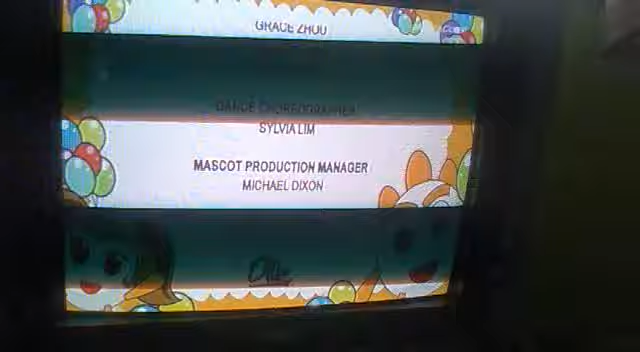 GRACE ZHOU
DANCE CHOREOGRAPHER
SYLVIA LIM
MASCOT PRODUCTION MANAGER
MICHAEL DIXON